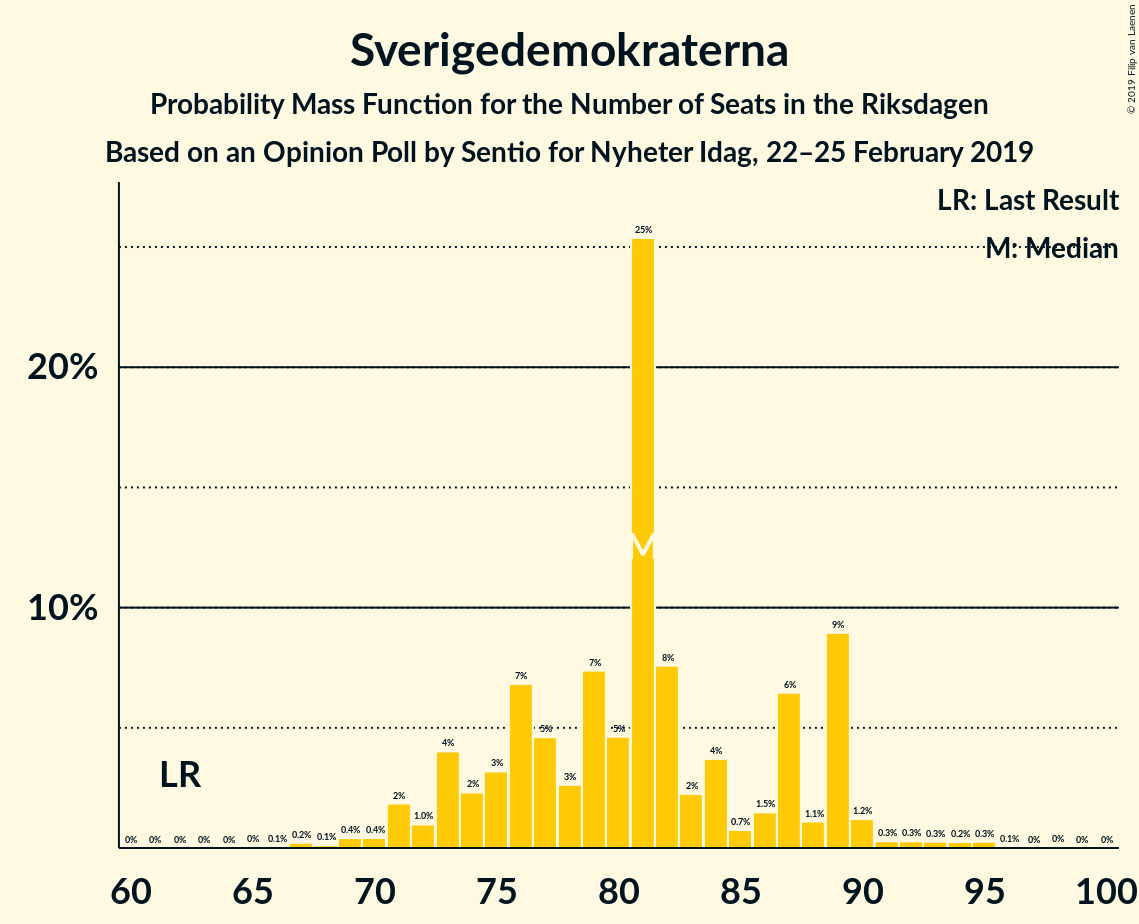 Sverigedemokraterna
Probability Mass Function for the Number of Seats in the Riksdagen
Based on an Opinion Poll by Sentio for Nyheter Idag, 22–25 February 2019
© 2019 Filip van Laenen
LR: Last Result
M: Median
20%
10%
LR
M
0% 0% 0% 0% 0% 0% 0.1% 0.2% 0.1% 0.4% 0.4% 2% 1.0% 4% 2% 3% 7% 5% 3% 7% 5% 25% 8% 2% 4% 0.7% 1.5% 6% 1.1% 9% 1.2% 0.3% 0.3% 0.3% 0.2% 0.3% 0.1% 0% 0% 0% 0%
60 65 70 75 80 85 90 95 100